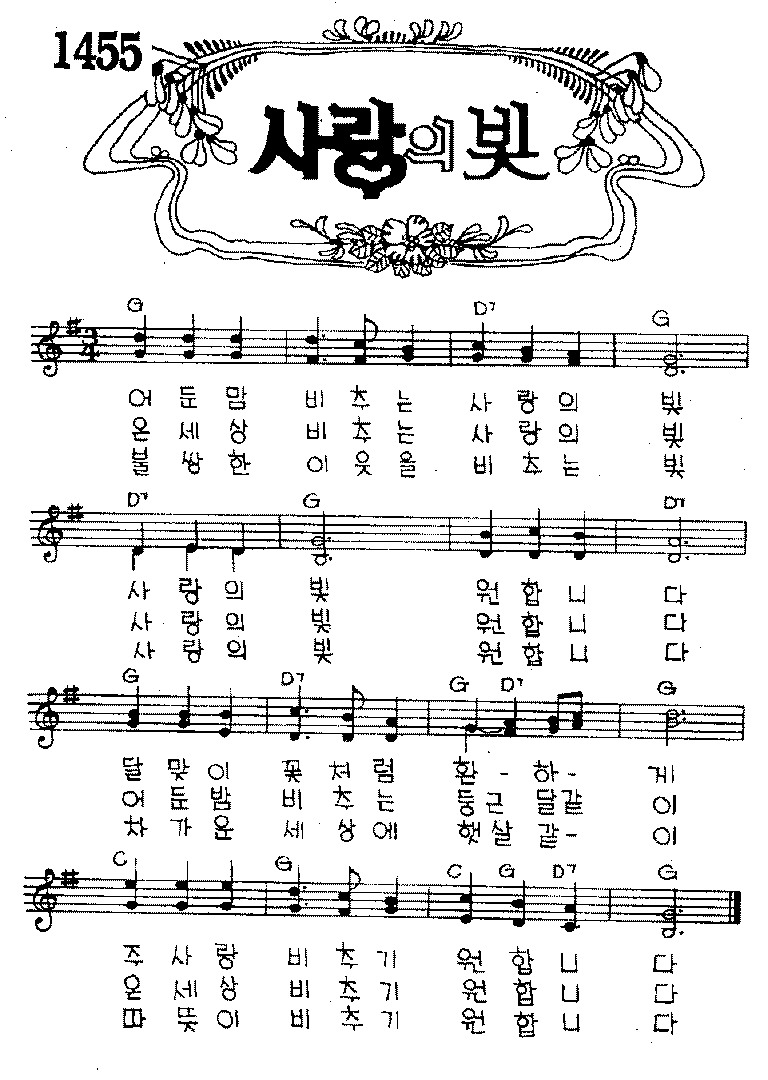 1455
사랑의빛
G D7 G
3
4
어 둔 맘 비 추 는 사 랑 의 빛
온 세 상 비 추 는 사 랑 의 빛
불 쌍 한 이 웃 을 비 추 는 빛
D7 G D7
사 랑 의 빛 원 합 니 다
사 랑 의 빛 원 합 니 다
사 랑 의 빛 원 합 니 다
G D7 G D7 G
달 맞 이 꽃 처 럼 환 - 하 - 게
어 둔 밤 비 추 는 둥 근 달 같 이
차 가 운 세 상 에 햇 살 같 - 이
C G C G D7 G
주 사 랑 비 추 기 원 합 니 다
온 세 상 비 추 기 원 합 니 다
따 뜻 이 비 추 기 원 합 니 다